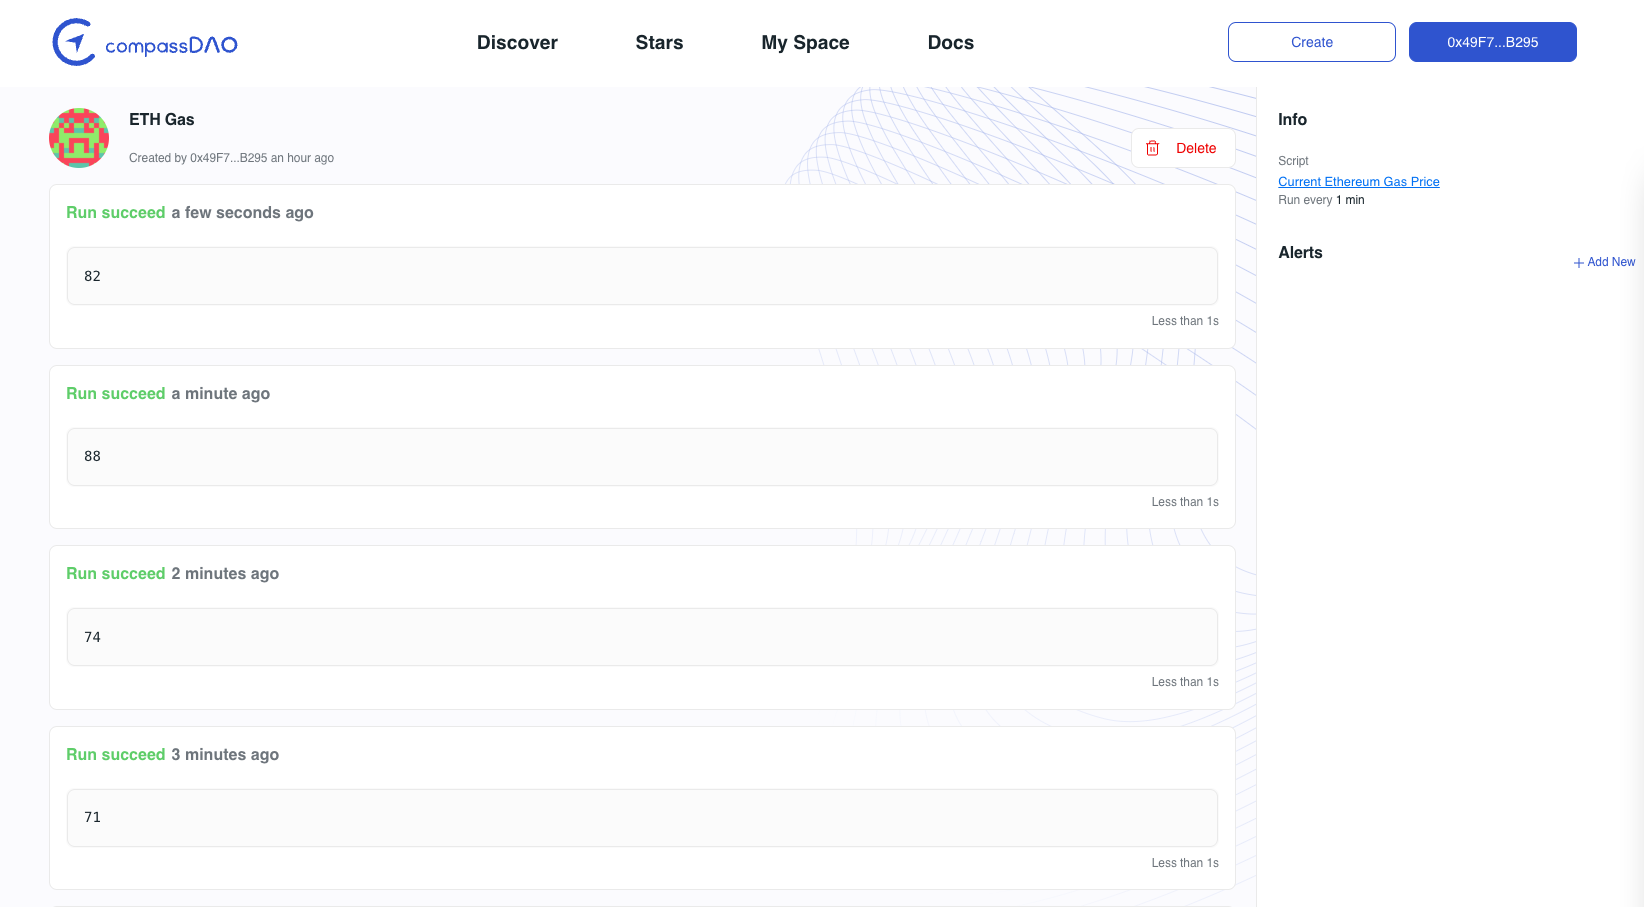 compassDAO
Discover
Stars
My Space
Docs
Create
0x49F7...B295
ETH Gas
Created by 0x49F7...B295 an hour ago
Delete
Run succeed a few seconds ago
82
Less than 1s
Run succeed a minute ago
88
Less than 1s
Run succeed 2 minutes ago
74
Less than 1s
Run succeed 3 minutes ago
71
Less than 1s
Info
Script
Current Ethereum Gas Price
Run every 1 min
Alerts
+ Add New